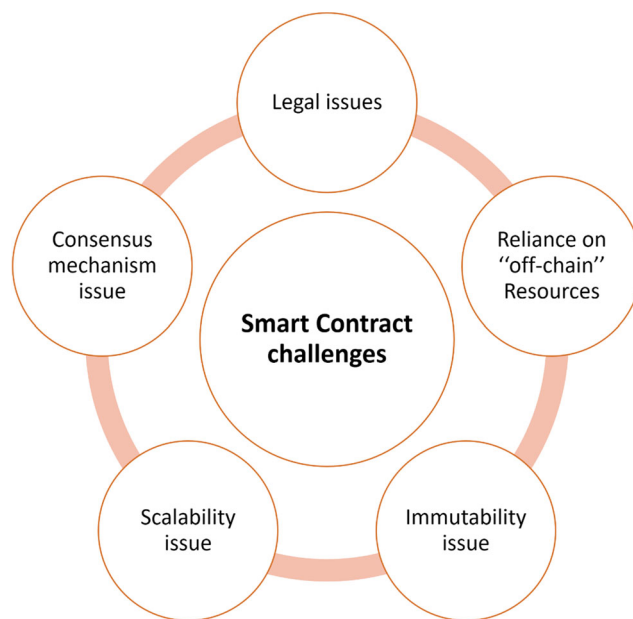 Legal issues
Reliance on
‘‘off-chain’’
Resources
Immutability
issue
Scalability
issue
Consensus
mechanism
issue
Smart Contract
challenges